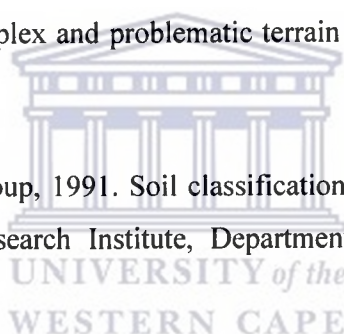 plex and problematic terrain
oup, 1991. Soil classification
search Institute, Department
UNIVERSITY of the
WESTERN CAPE